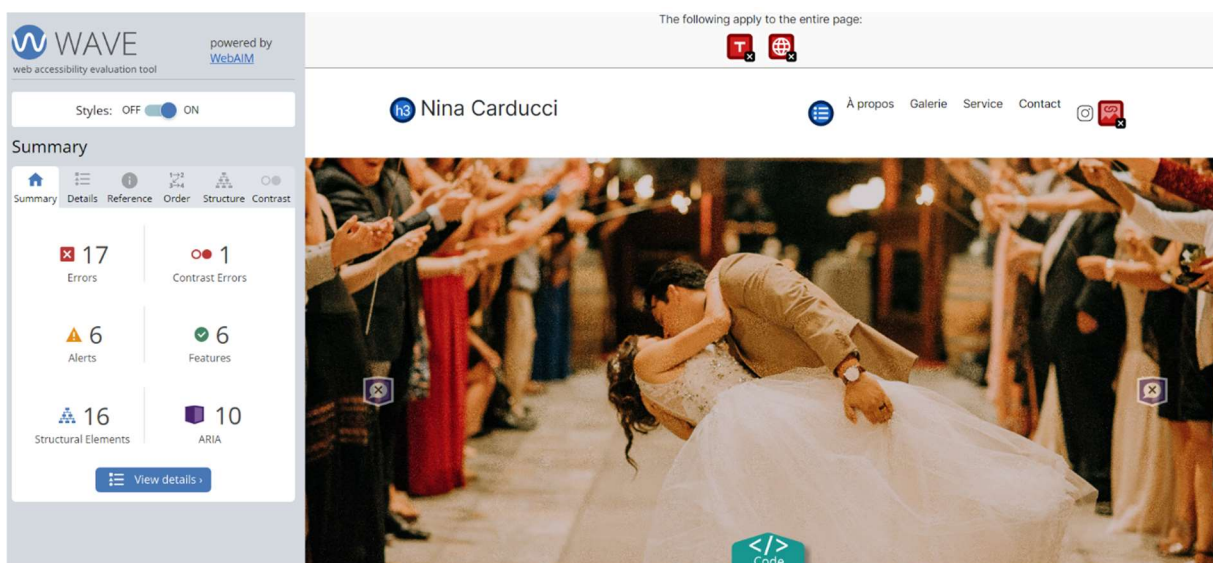 WAVE
powered by
WebAIM
web accessibility evaluation tool
Styles: OFF ON
Summary
Summary Details Reference Order Structure Contrast
17
Errors
1
Contrast Errors
6
Alerts
6
Features
16
Structural Elements
10
ARIA
View details ›
The following apply to the entire page:
T
h3 Nina Carducci
À propos Galerie Service Contact
</>
Code